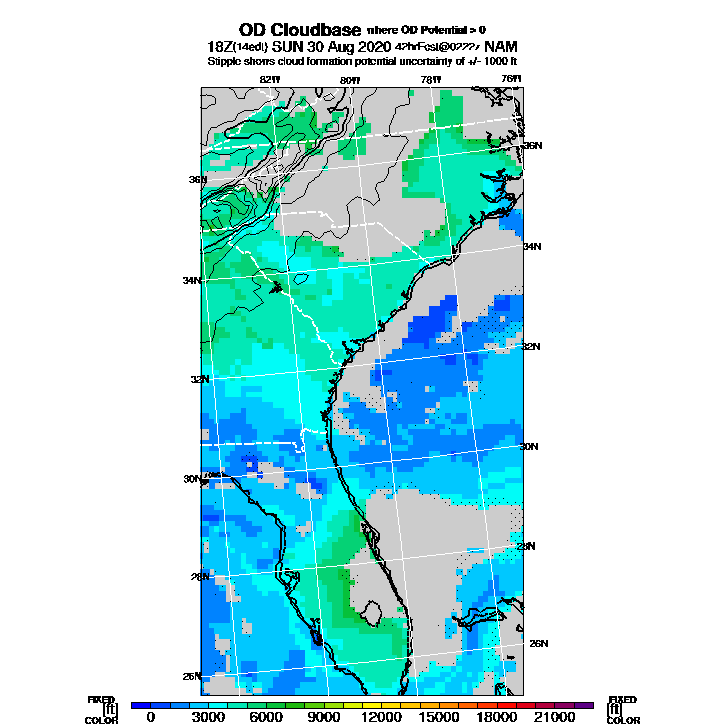 OD Cloudbase where OD Potential > 0
18Z(14edt) SUN 30 Aug 2020 42hrFcst@0222z NAM
Stipple shows cloud formation potential uncertainty of +/- 1000 ft
82W 80W 78W 76W
36N
36N
34N
34N
32N
32N
30N
30N
28N
28N
26N
26N
FIXED FIXED
[ft] [ft]
COLOR COLOR
0 3000 6000 9000 12000 15000 18000 21000